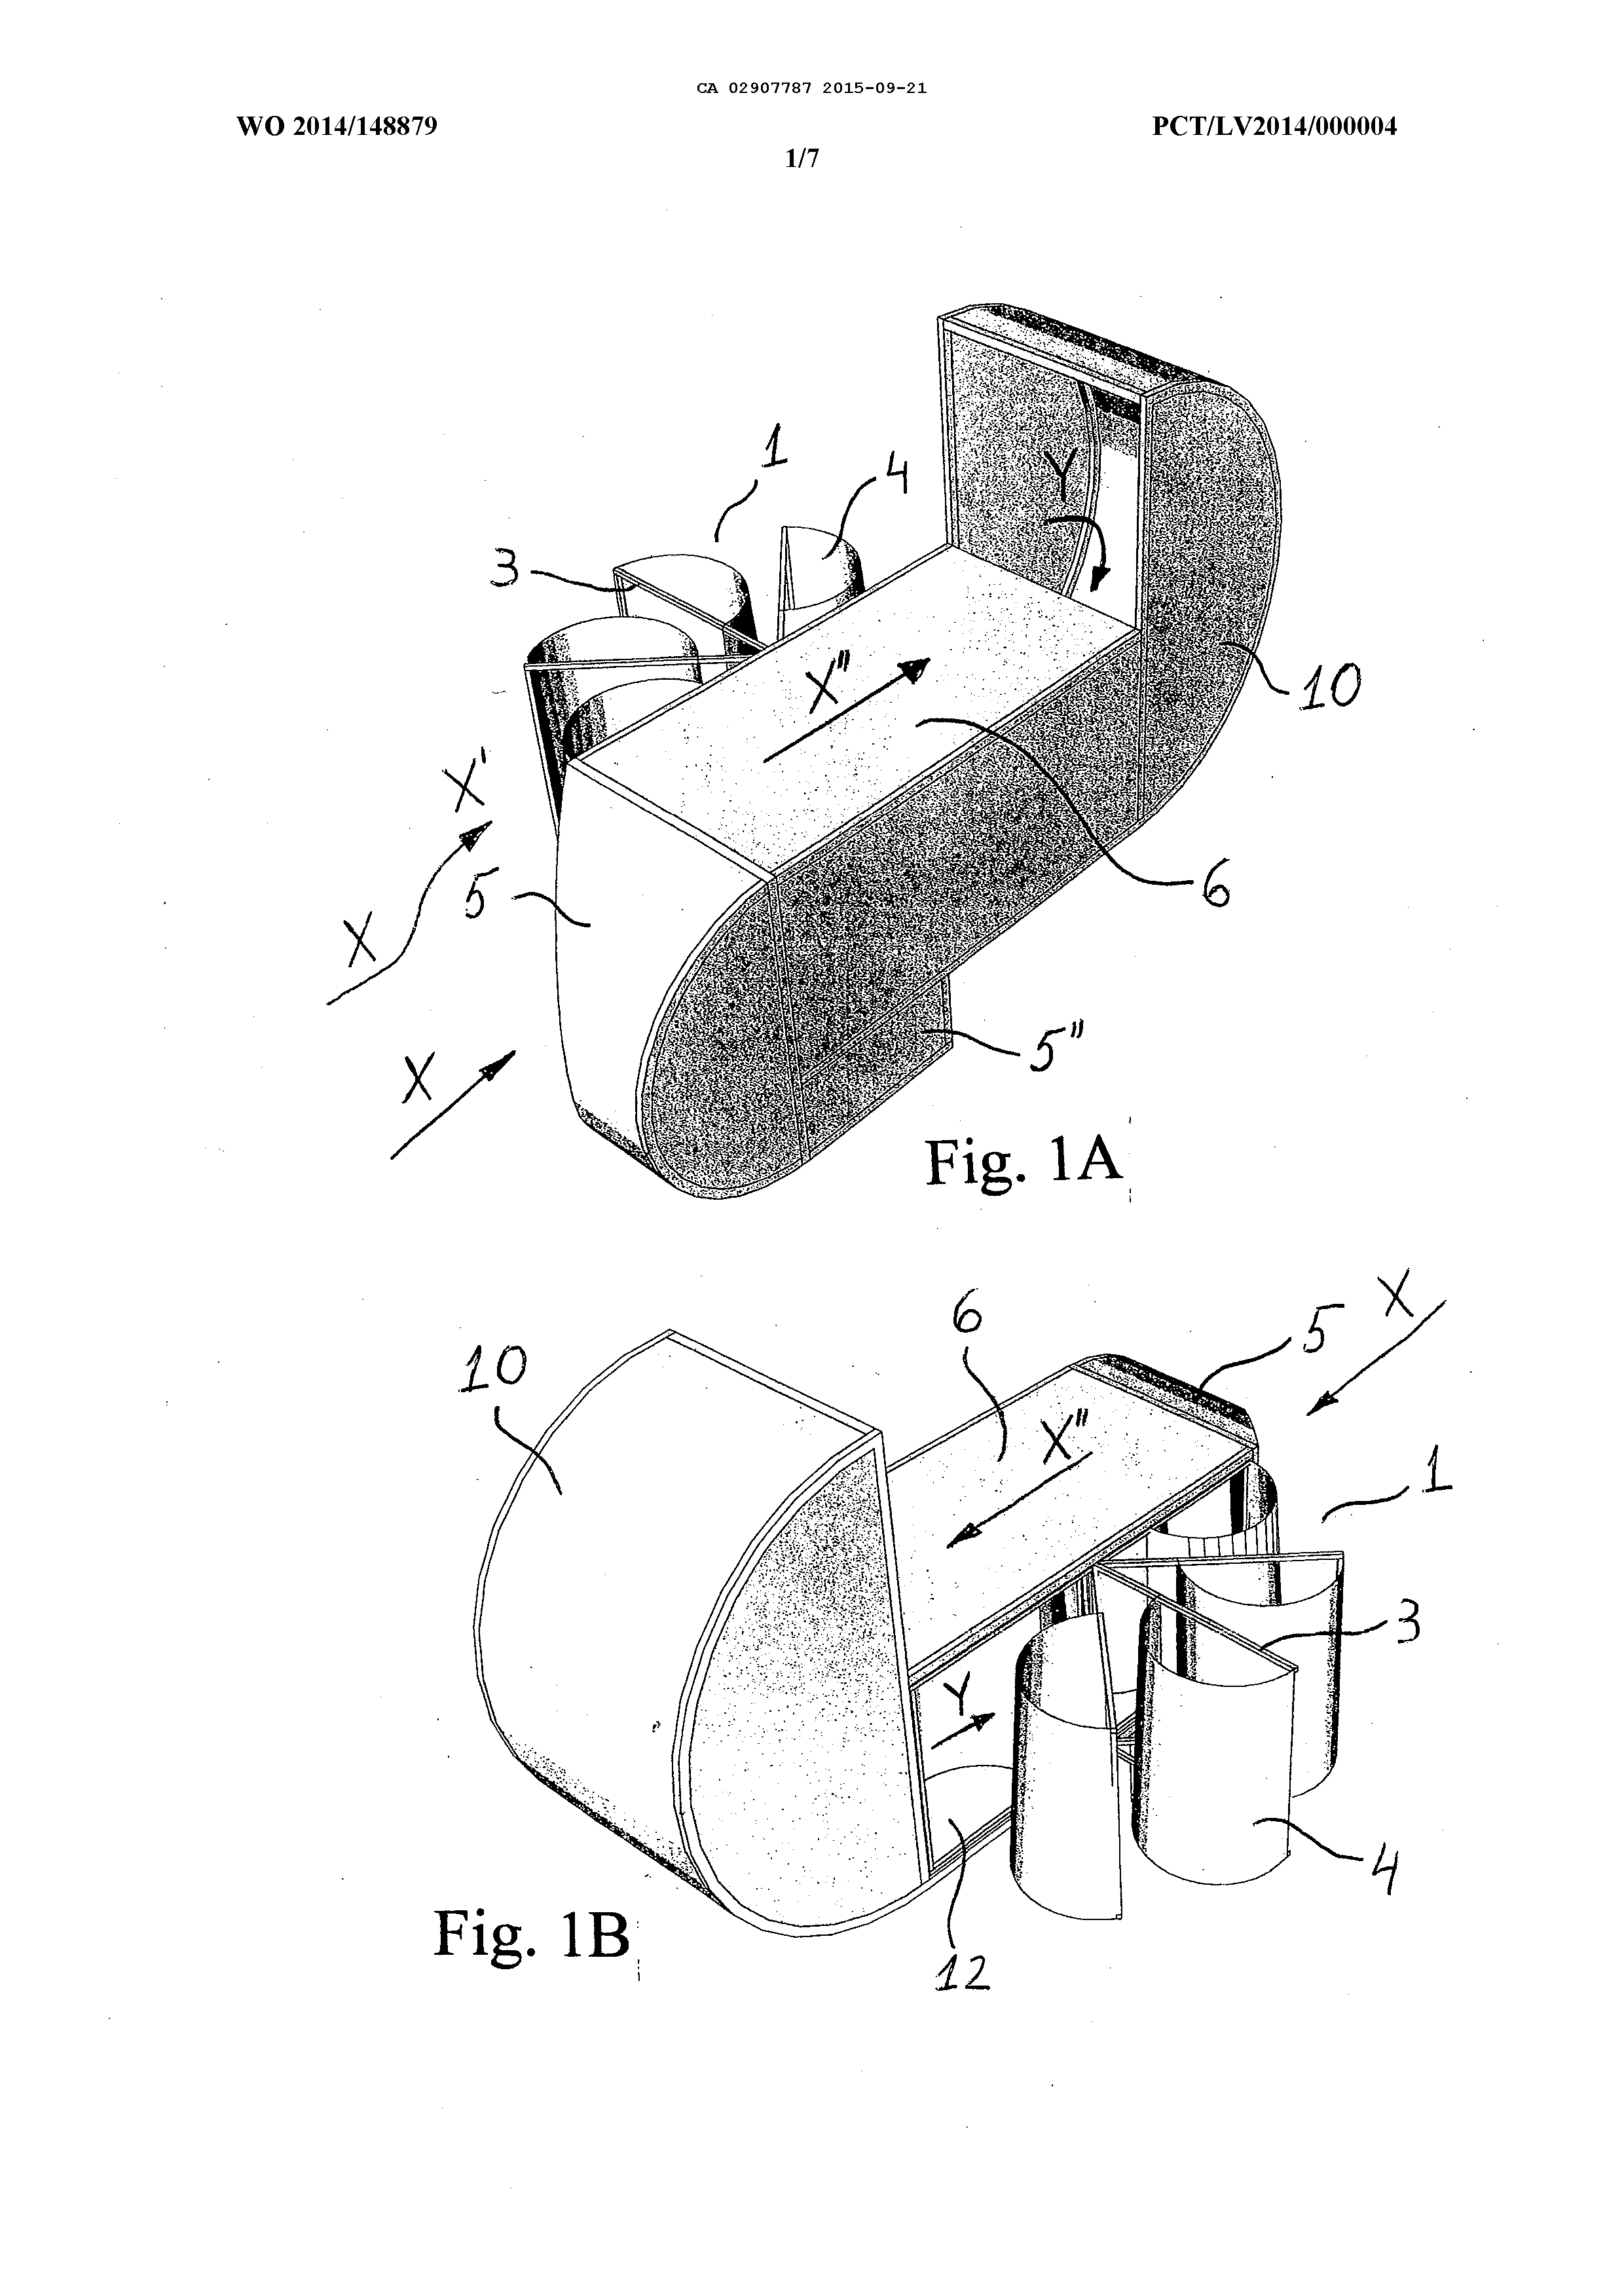 CA 02907787 2015-09-21
WO 2014/148879
PCT/LV2014/000004
1/7
1
4
3
Y
X"
10
X'
5
6
X
X
5"
Fig. 1A
X
6
5
10
X"
1
3
Y
4
Fig. 1B
12